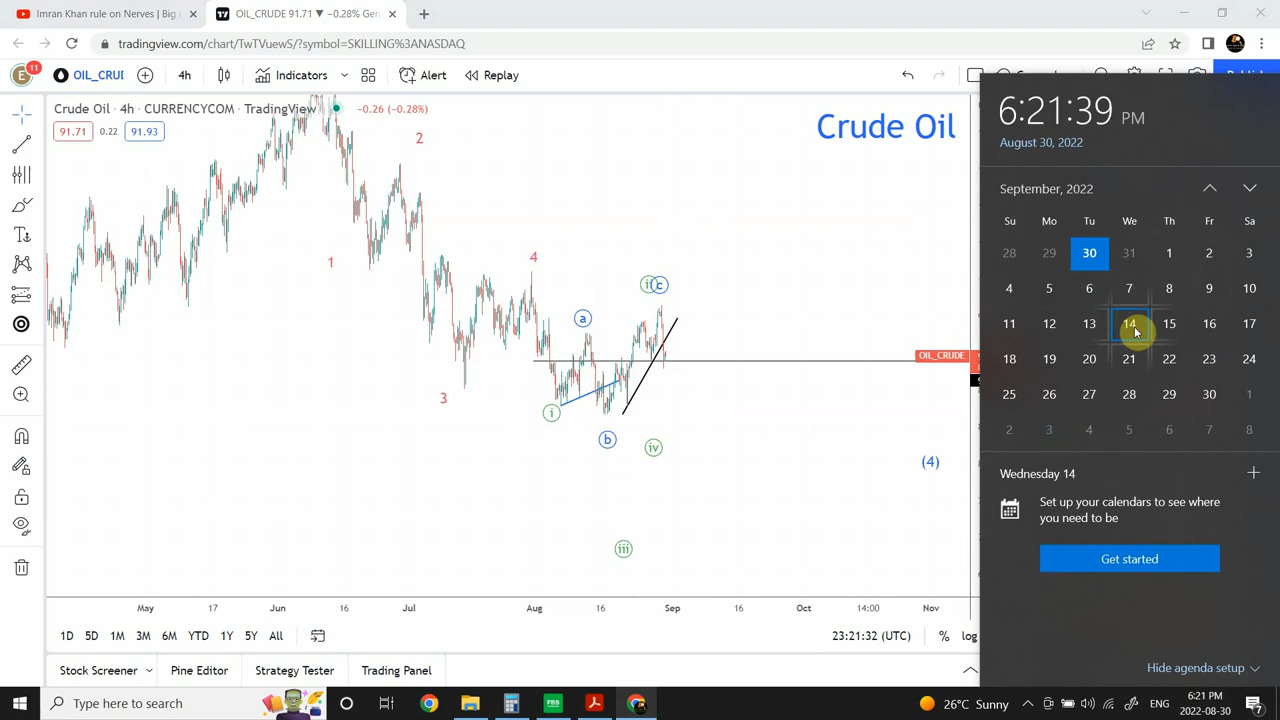 Imran Khan rule on Nerves | Big
OIL_CRUDE 91.71 ▼ −0.28% Gen
tradingview.com/chart/TwTVuewS/?symbol=SKILLING%3ANASDAQ
E 11
OIL_CRUI
4h
Indicators
Alert
Replay
Crude Oil · 4h · CURRENCYCOM · TradingView
−0.26 (−0.28%)
91.71 0.22 91.93
Crude Oil
2
1
4
3
c
a
i
b
iv
iii
(4)
OIL_CRUDE
May 17 Jun 16 Jul Aug 16 Sep 16 Oct 14:00 Nov
1D 5D 1M 3M 6M YTD 1Y 5Y All
23:21:32 (UTC) % log
Stock Screener Pine Editor Strategy Tester Trading Panel
6:21:39 PM
August 30, 2022
September, 2022
Su Mo Tu We Th Fr Sa
28 29 30 31 1 2 3
4 5 6 7 8 9 10
11 12 13 14 15 16 17
18 19 20 21 22 23 24
25 26 27 28 29 30 1
2 3 4 5 6 7 8
Wednesday 14
Set up your calendars to see where
you need to be
Get started
Hide agenda setup
Type here to search
FBS
26°C Sunny
ENG
6:21 PM
2022-08-30
7